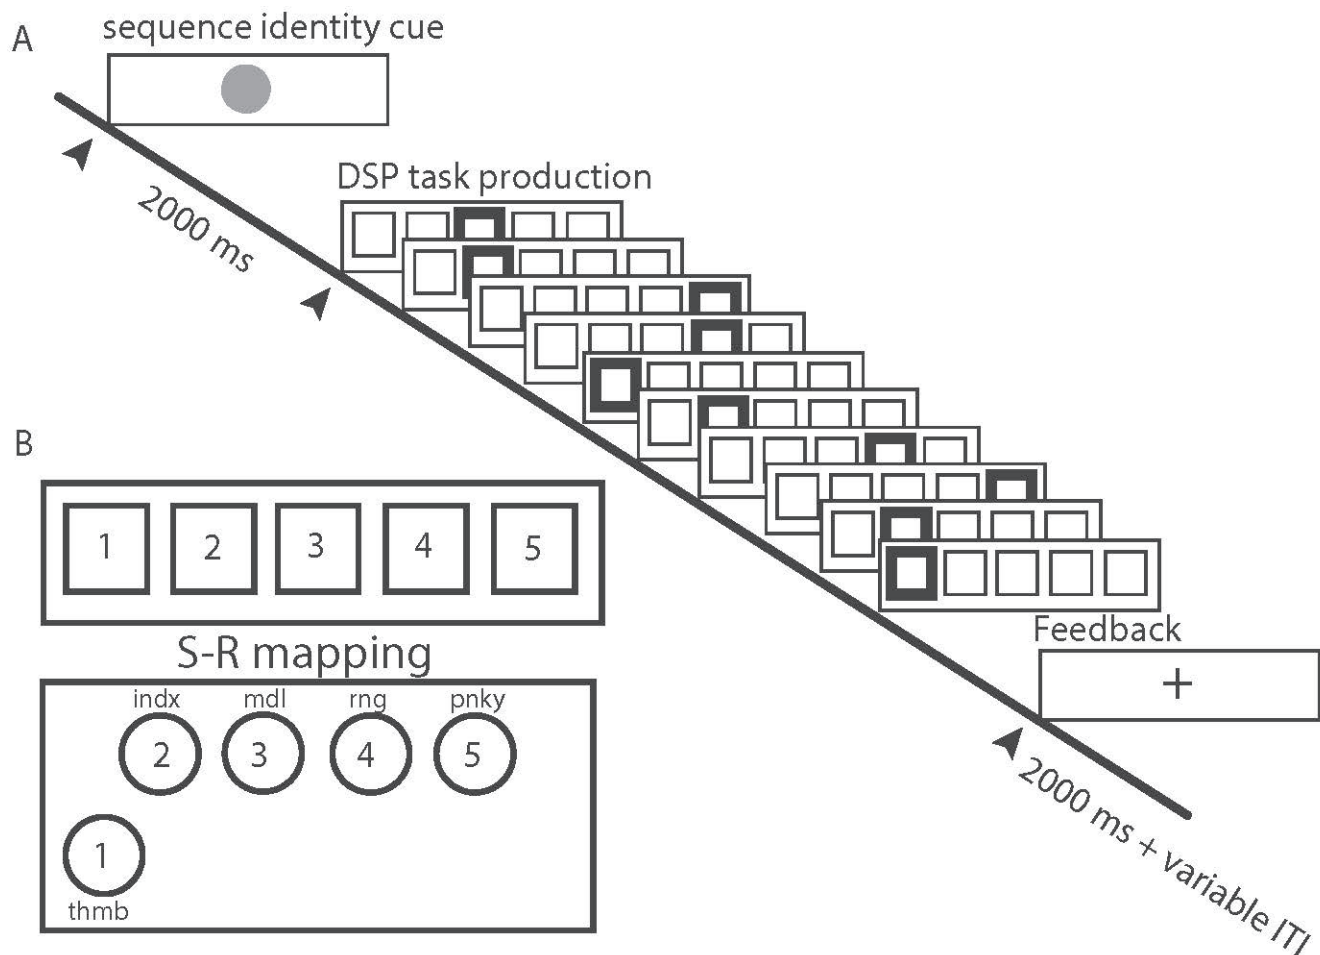 A
sequence identity cue
2000 ms
DSP task production
B
1 2 3 4 5
S-R mapping
indx mdl rng pnky
2 3 4 5
1
thmb
Feedback
+
2000 ms + variable ITI